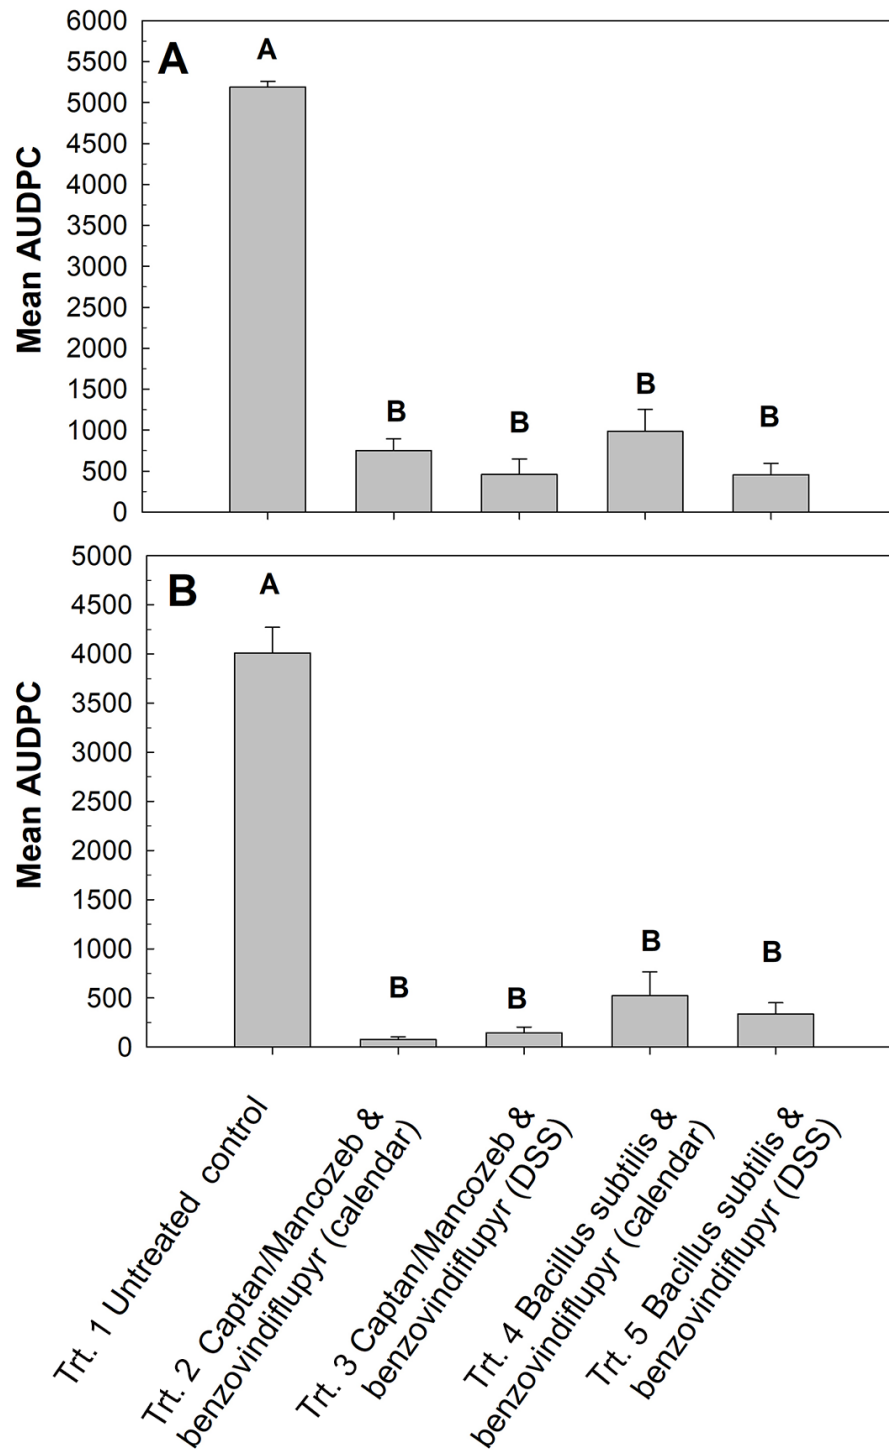 Mean AUDPC
6000
5500
5000
4500
4000
3500
3000
2500
2000
1500
1000
500
0
A
A
B
B
B
B
Mean AUDPC
5000
4500
4000
3500
3000
2500
2000
1500
1000
500
0
B
A
B
B
B
B
Trt. 1 Untreated control
Trt. 2 Captan/Mancozeb &
benzovindiflupyr (calendar)
Trt. 3 Captan/Mancozeb &
benzovindiflupyr (DSS)
Trt. 4 Bacillus subtilis &
benzovindiflupyr (calendar)
Trt. 5 Bacillus subtilis &
benzovindiflupyr (DSS)